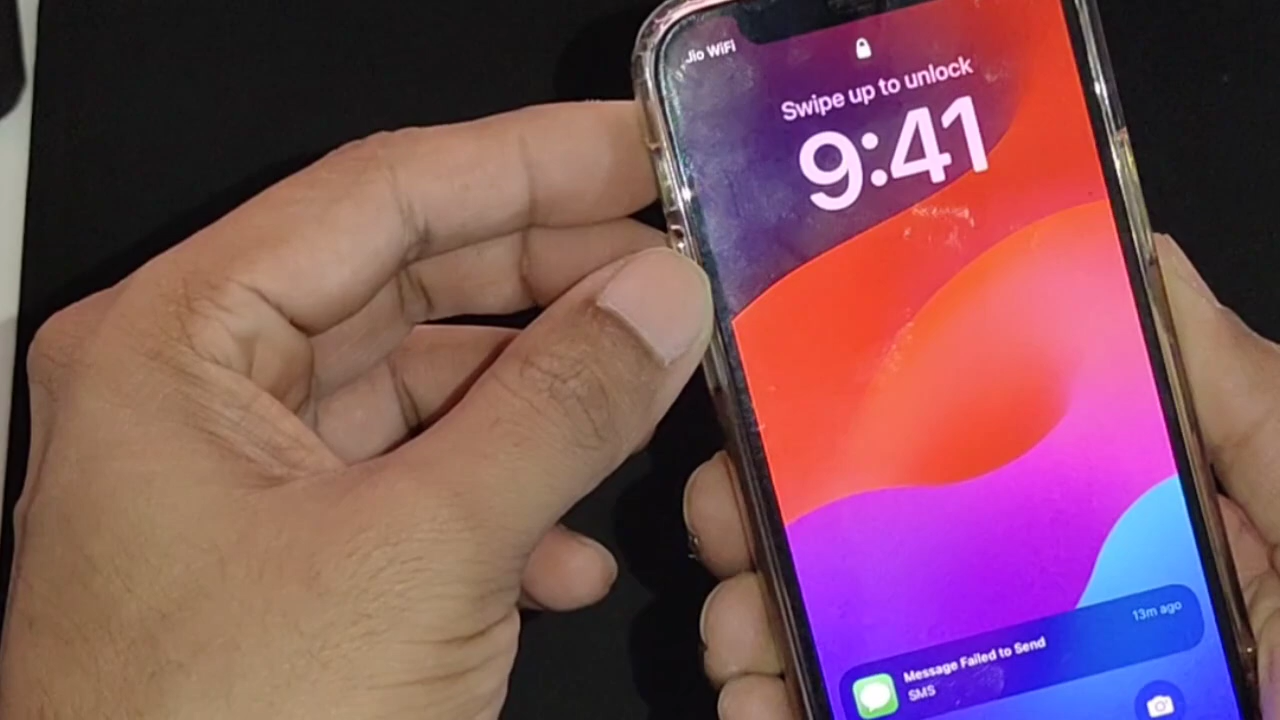 Jio WiFi
Swipe up to unlock
9:41
13m ago
Message Failed to Send
SMS